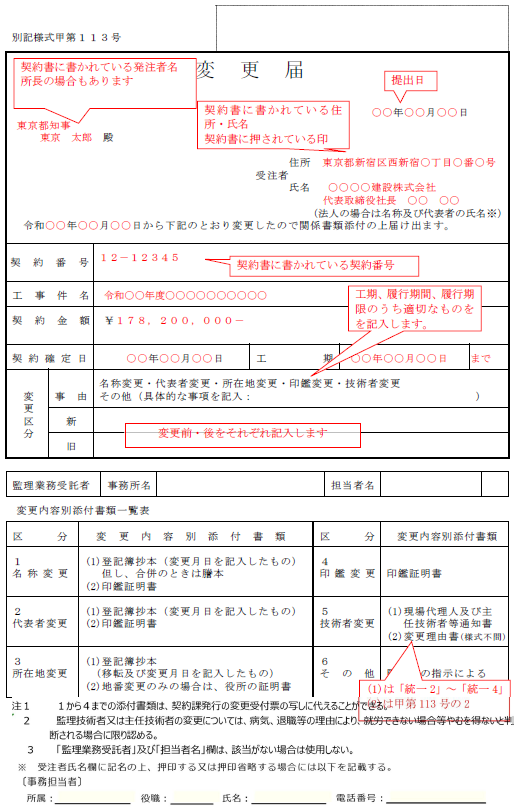 別記様式甲第１１３号
変　更　届
契約書に書かれている発注者名
所長の場合もあります
提出日
○○年○○月○○日
契約書に書かれている住
所・氏名
契約書に押されている印
東京都知事
東京　太郎　殿
住所　東京都新宿区西新宿○丁目○番○号
受注者
氏名　○○○○建設株式会社
代表取締役社長　○○　○○
（法人の場合は名称及び代表者の氏名※）
令和○○年○○月○○日から下記のとおり変更したので関係書類添付の上届け出ます。
契約番号　１２－１２３４５
契約書に書かれている契約番号
工事件名　令和○○年度○○○○○○○○○○
契約金額　￥１７８，２００，０００－
工期、履行期間、履行期
限のうち適切なものを
を記入します。
契約確定日　○○年○○月○○日　工　期　○○年○○月○○日　まで
変更区分
事　由　名称変更・代表者変更・所在地変更・印鑑変更・技術者変更
その他（具体的な事項を記入：　　　）
新
変更前・後をそれぞれ記入します
旧
監理業務受託者　事務所名　担当者名
変更内容別添付書類一覧表
区　分　変更内容別添付書類　区　分　変更内容別添付書類
１
名称変更
(1)登記簿抄本（変更月日を記入したもの）
但し、合併のときは謄本
(2)印鑑証明書
４
印鑑変更
印鑑証明書
２
代表者変更
(1)登記簿抄本（変更月日を記入したもの）
(2)印鑑証明書
５
技術者変更
(1)現場代理人及び主
任技術者等通知書
(2)変更理由書(様式不問)
３
所在地変更
(1)登記簿抄本
（移転及び変更月日を記入したもの）
(2)地番変更のみの場合は、役所の証明書
６
その他
の指示による
(1)は「統一２」～「統一４」
(2)は甲第113号の２
注１　１から４までの添付書類は、契約課発行の変更受付票の写しに代えることができる。
２　監理技術者又は主任技術者の変更については、病気、退職等の理由により、就労できない場合等やむを得ないと判
断される場合に限り認める。
３　「監理業務受託者」及び「担当者名」欄は、該当がない場合は使用しない。
※　受注者氏名欄に記名の上、押印する又は押印省略する場合には以下を記載する。
〔事務担当者〕
所属：　役職：　氏名：　電話番号：